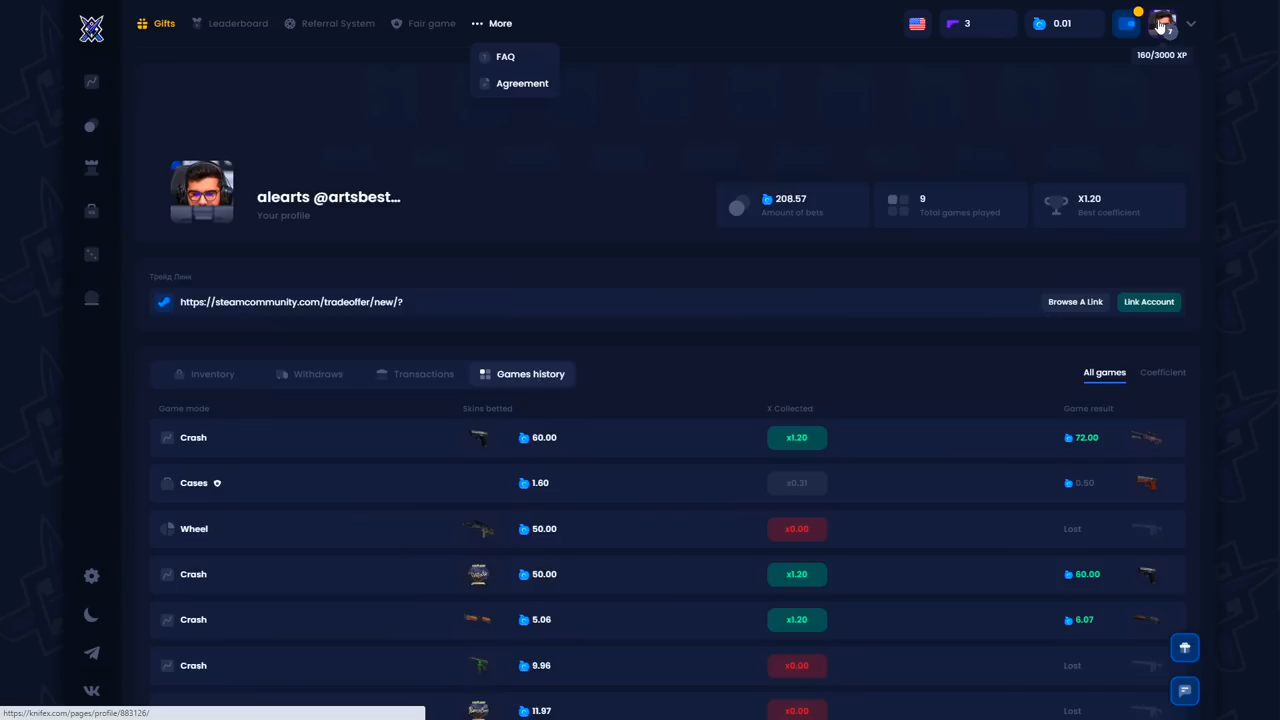 Gifts Leaderboard Referral System Fair game More 3 0.01
7
FAQ 160/3000 XP
Agreement
alearts @artsbest...
Your profile
208.57 9 X1.20
Amount of bets Total games played Best coefficient
Трейд Линк
https://steamcommunity.com/tradeoffer/new/? Browse A Link Link Account
Inventory Withdraws Transactions Games history All games Coefficient
Game mode Skins betted X Collected Game result
Crash 60.00 x1.20 72.00
Cases 1.60 x0.31 0.50
Wheel 50.00 x0.00 Lost
Crash 50.00 x1.20 60.00
Crash 5.06 x1.20 6.07
Crash 9.96 x0.00 Lost
Crash 11.97 x0.00 Lost
https://knifex.com/pages/profile/883126/